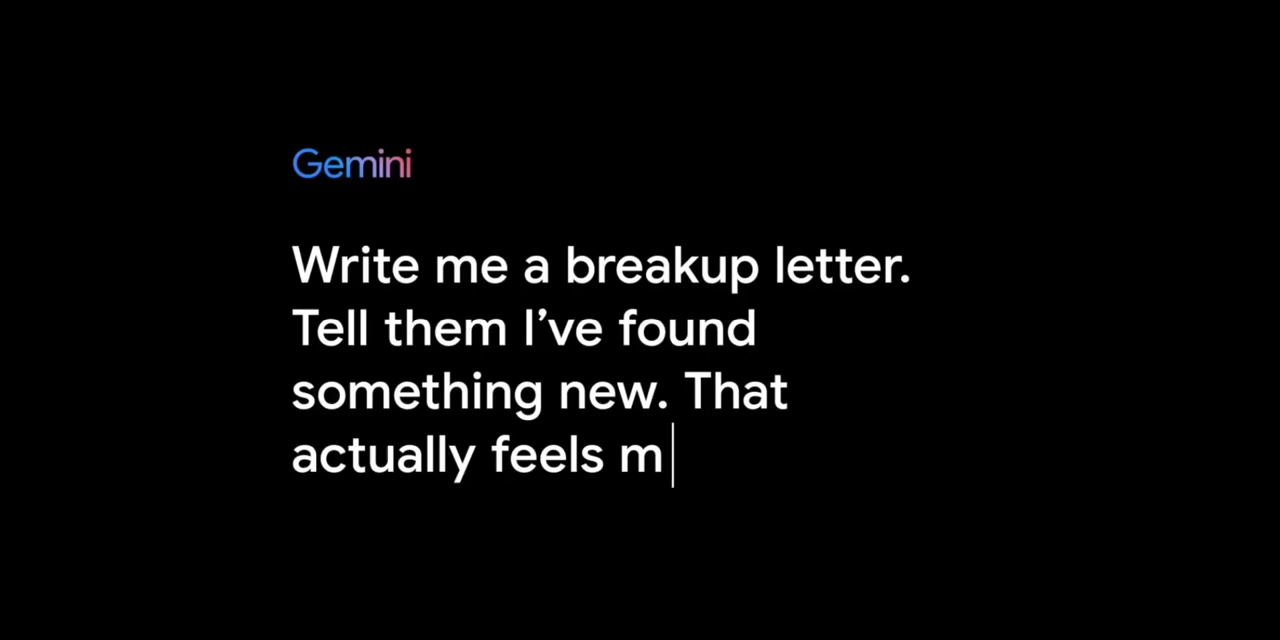 Gemini
Write me a breakup letter.
Tell them I’ve found
something new. That
actually feels m